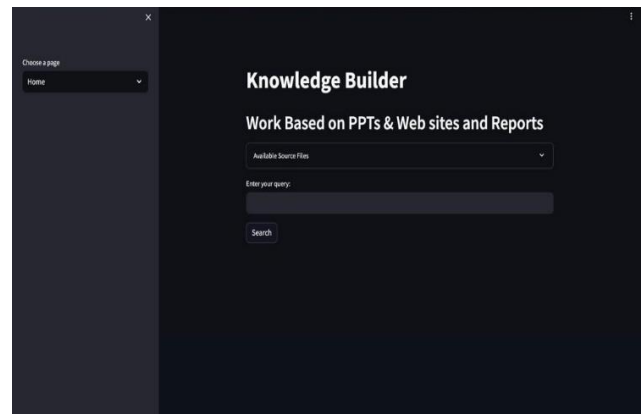 Choose a page
Home
Knowledge Builder
Work Based on PPTs & Web sites and Reports
Available Source Files
Enter your query:
Search